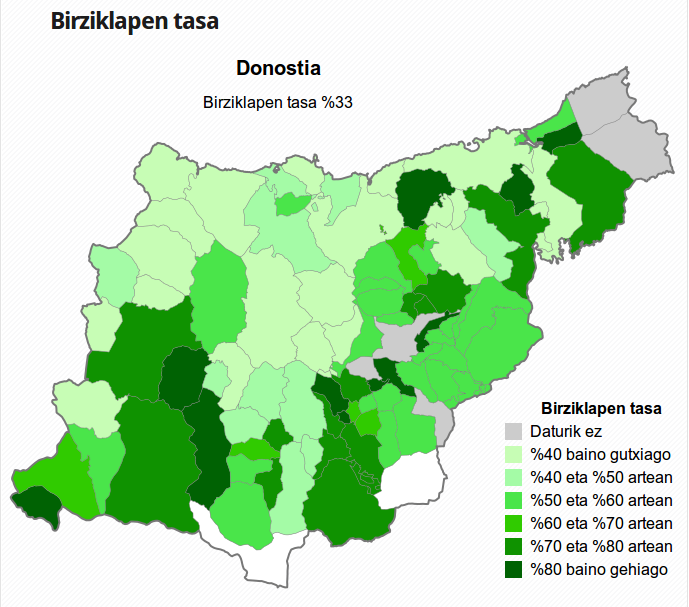 Birziklapen tasa
Donostia
Birziklapen tasa %33
Birziklapen tasa
Daturik ez
%40 baino gutxiago
%40 eta %50 artean
%50 eta %60 artean
%60 eta %70 artean
%70 eta %80 artean
%80 baino gehiago